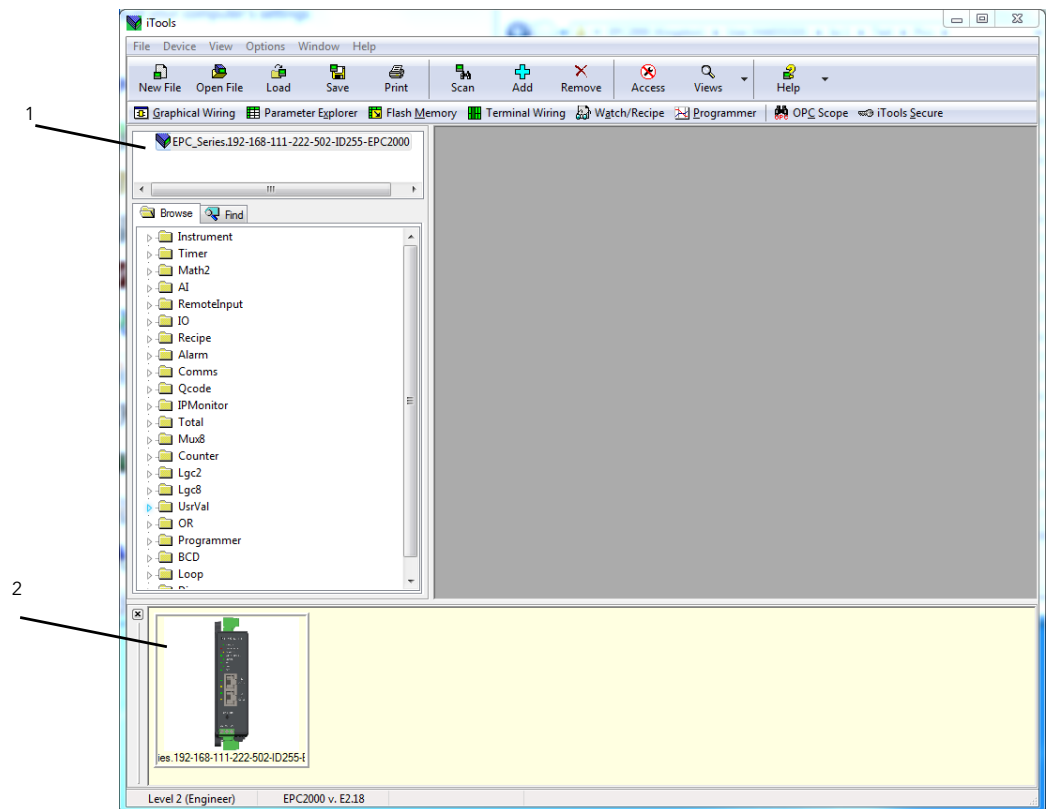 iTools
File Device View Options Window Help
New File Open File Load Save Print Scan Add Remove Access Views Help
Graphical Wiring Parameter Explorer Flash Memory Terminal Wiring Watch/Recipe Programmer OPC Scope iTools Secure
1
EPC_Series.192-168-111-222-502-ID255-EPC2000
Browse Find
Instrument
Timer
Math2
AI
RemoteInput
IO
Recipe
Alarm
Comms
Qcode
IPMonitor
Total
Mux8
Counter
Lgc2
Lgc8
UsrVal
OR
Programmer
BCD
Loop
2
ies.192-168-111-222-502-ID255-E
Level 2 (Engineer) EPC2000 v. E2.18